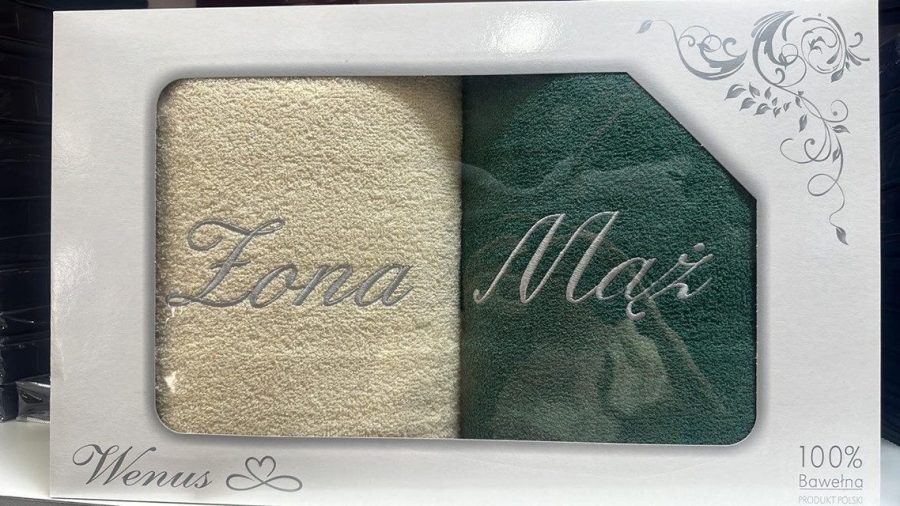 Żona
Mąż
Wenus
100%
Bawełna
PRODUKT POLSKI